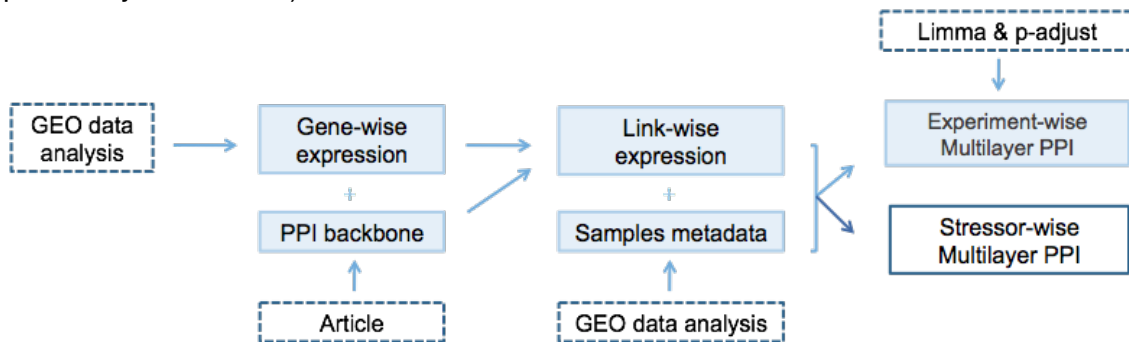 Limma & p-adjust
GEO data
analysis
Gene-wise
expression
+
PPI backbone
Article
Link-wise
expression
+
Samples metadata
GEO data analysis
Experiment-wise
Multilayer PPI
Stressor-wise
Multilayer PPI